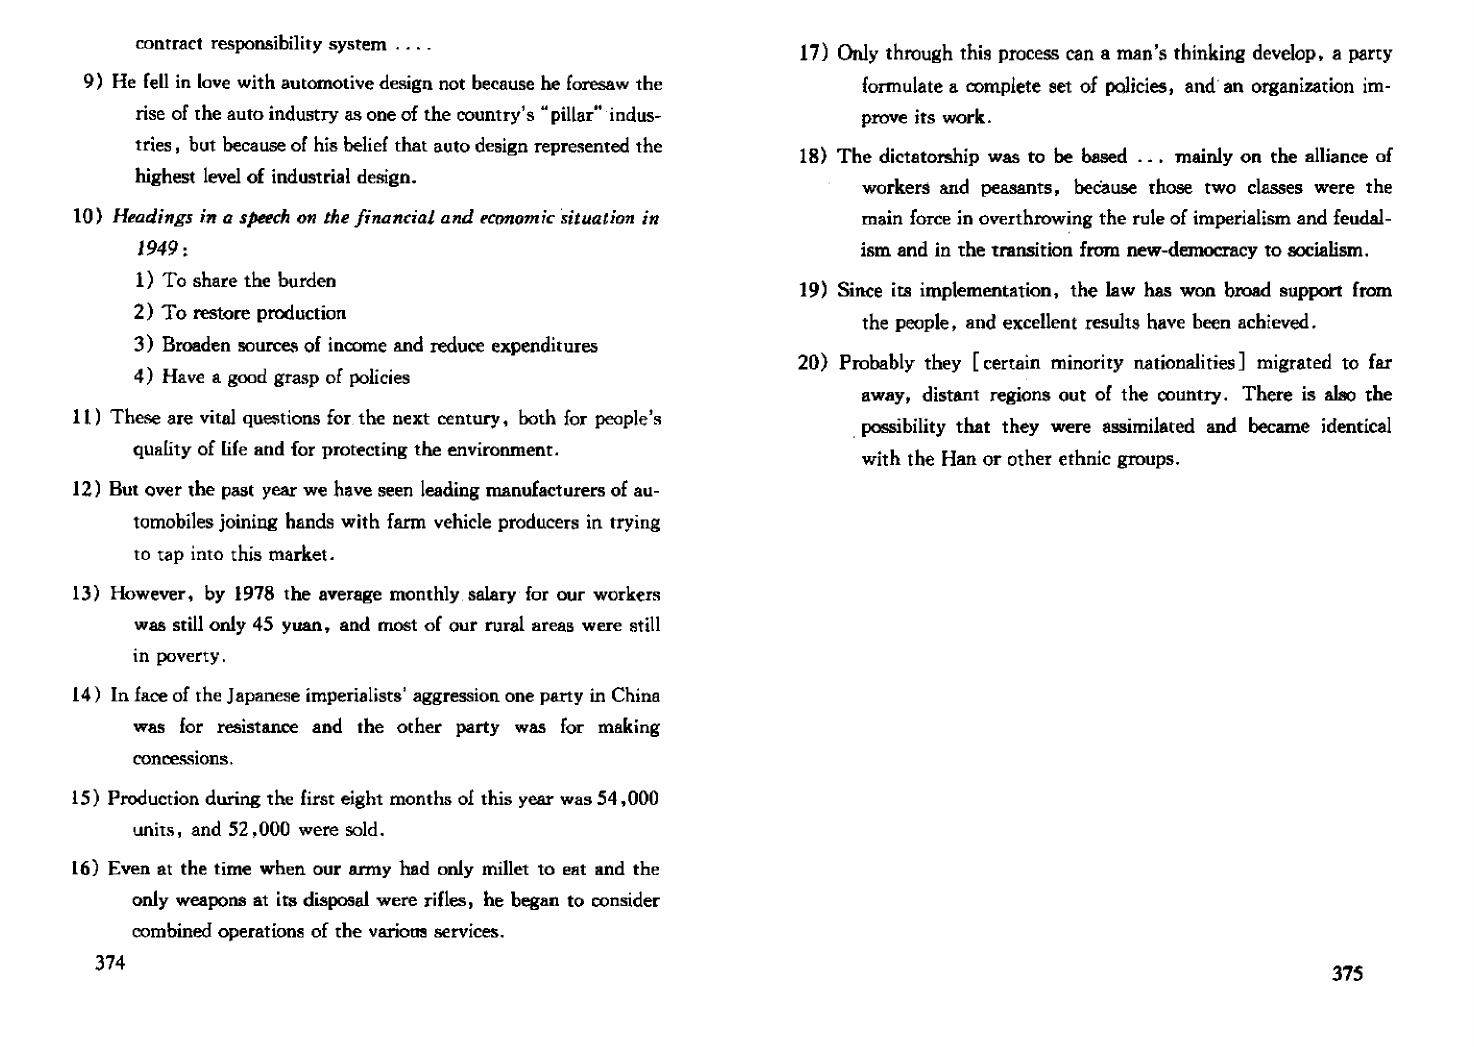 contract responsibility system . . . .
9) He fell in love with automotive design not because he foresaw the
rise of the auto industry as one of the country's "pillar" indus-
tries, but because of his belief that auto design represented the
highest level of industrial design.
10) Headings in a speech on the financial and economic situation in
1949:
1) To share the burden
2) To restore production
3) Broaden sources of income and reduce expenditures
4) Have a good grasp of policies
11) These are vital questions for the next century, both for people's
quality of life and for protecting the environment.
12) But over the past year we have seen leading manufacturers of au-
tomobiles joining hands with farm vehicle producers in trying
to tap into this market.
13) However, by 1978 the average monthly salary for our workers
was still only 45 yuan, and most of our rural areas were still
in poverty.
14) In face of the Japanese imperialists' aggression one party in China
was for resistance and the other party was for making
concessions.
15) Production during the first eight months of this year was 54,000
units, and 52,000 were sold.
16) Even at the time when our army had only millet to eat and the
only weapons at its disposal were rifles, he began to consider
combined operations of the various services.
374
17) Only through this process can a man's thinking develop, a party
formulate a complete set of policies, and an organization im-
prove its work.
18) The dictatorship was to be based ... mainly on the alliance of
workers and peasants, because those two classes were the
main force in overthrowing the rule of imperialism and feudal-
ism and in the transition from new-democracy to socialism.
19) Since its implementation, the law has won broad support from
the people, and excellent results have been achieved.
20) Probably they [certain minority nationalities] migrated to far
away, distant regions out of the country. There is also the
possibility that they were assimilated and became identical
with the Han or other ethnic groups.
375